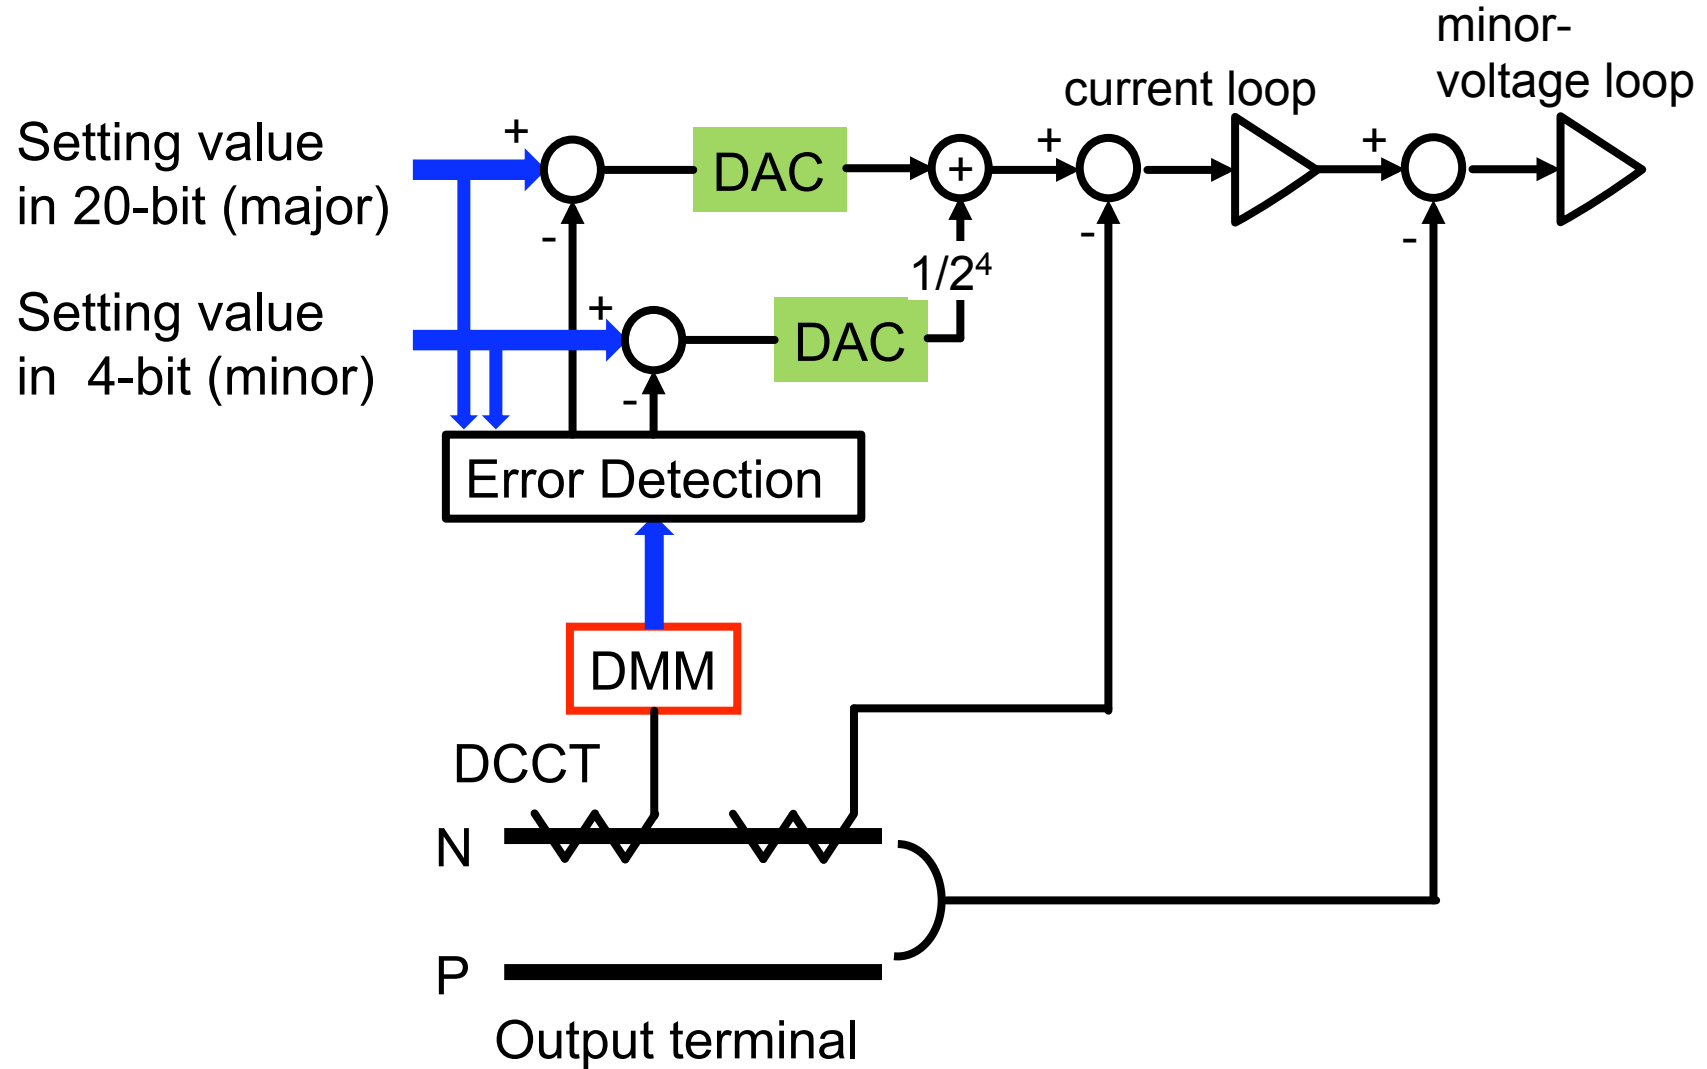 minor-
voltage loop
current loop
Setting value
in 20-bit (major)
+
DAC
+
+
+
-
-
-
1/2⁴
Setting value
in  4-bit (minor)
+
DAC
-
Error Detection
DMM
DCCT
N
P
Output terminal